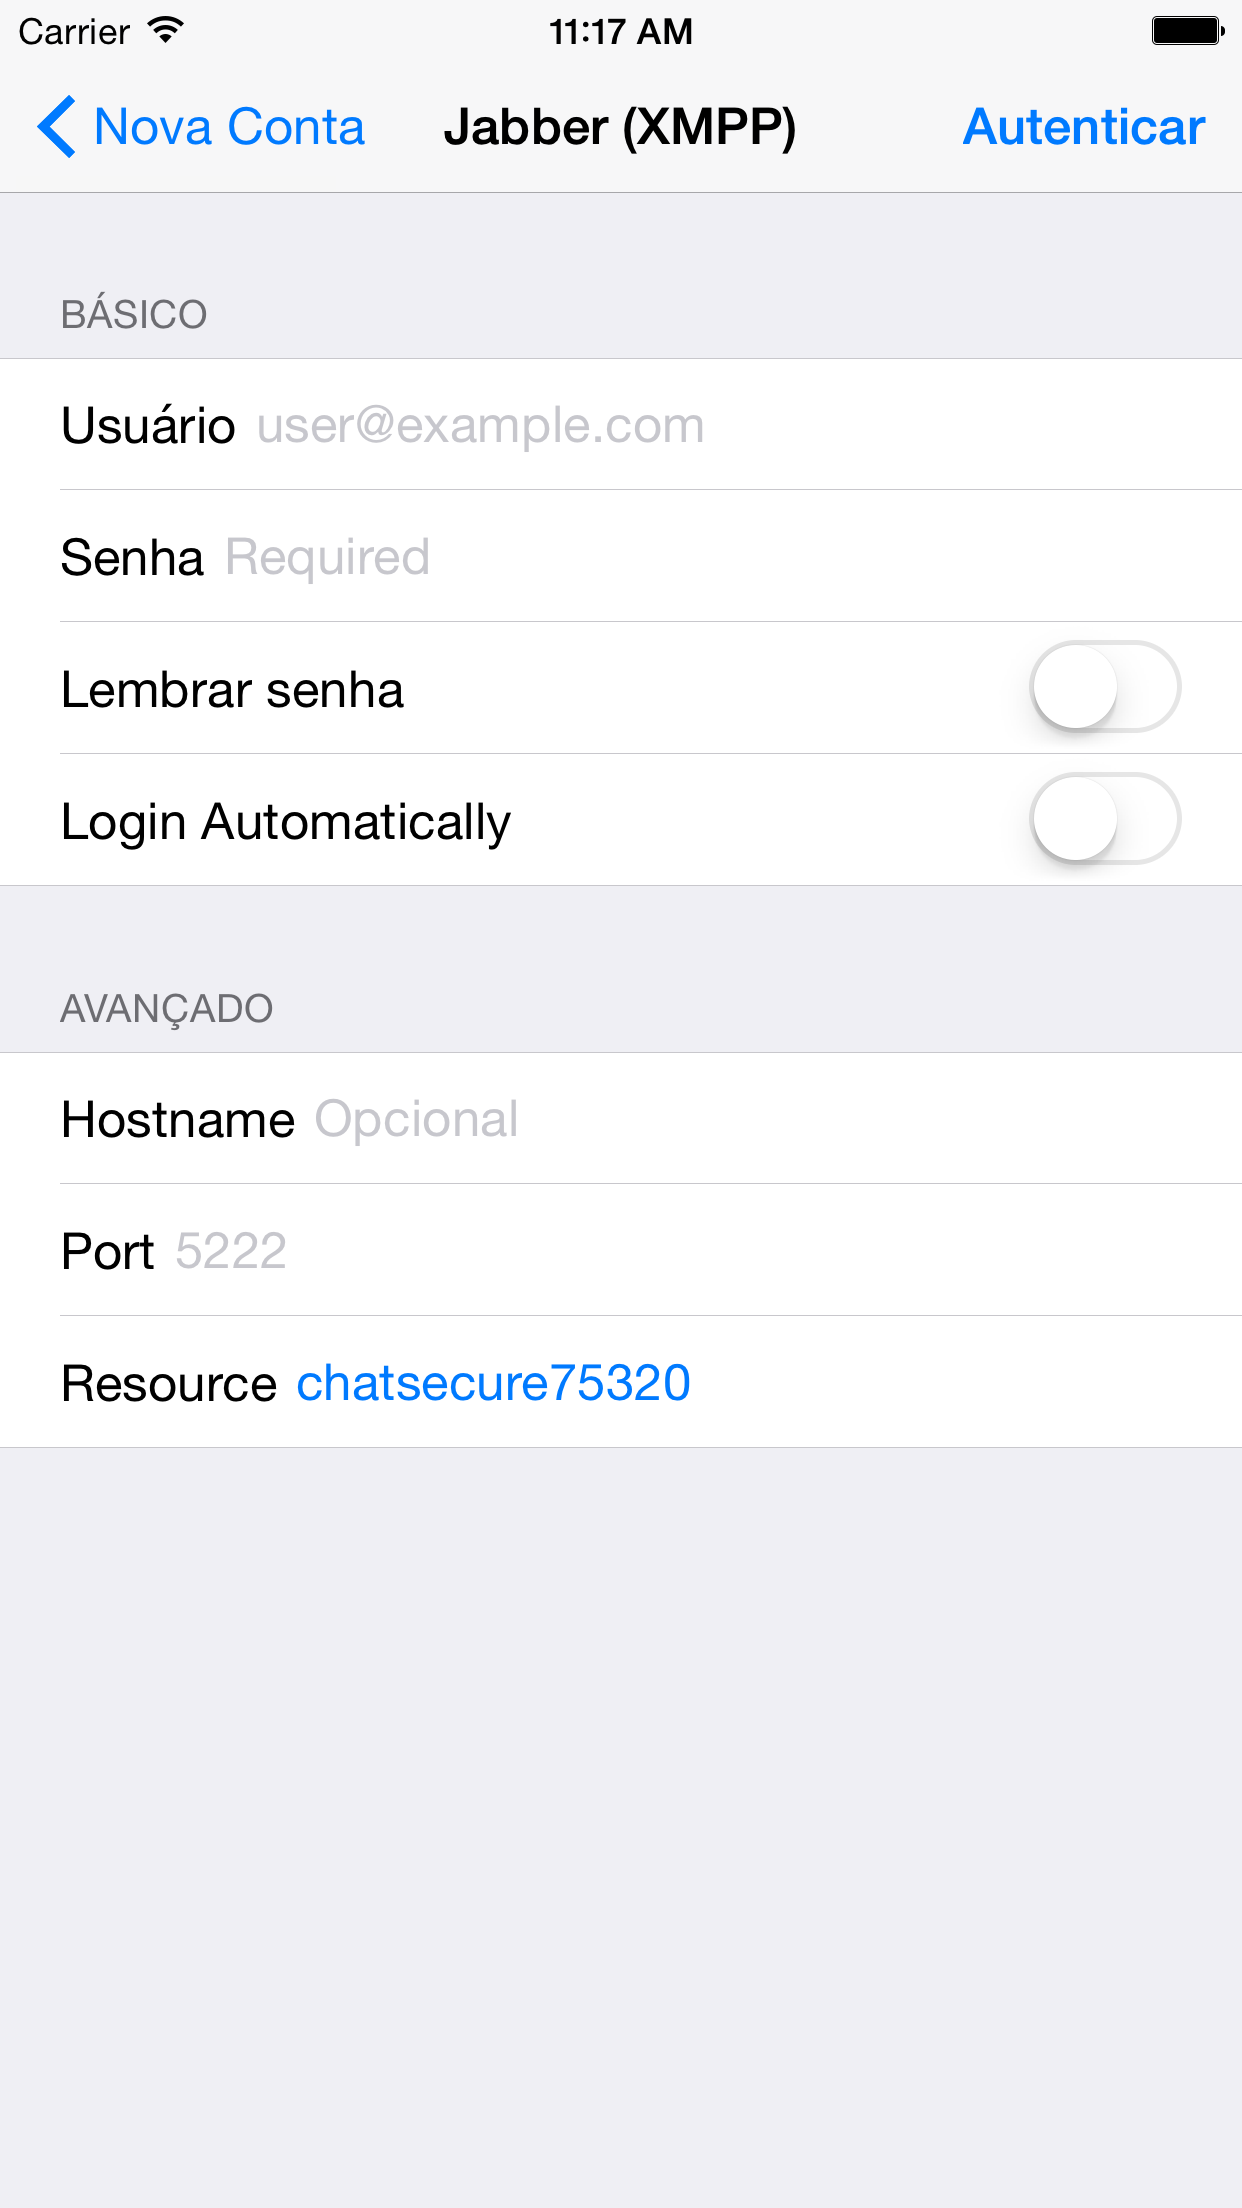 Carrier 11:17 AM
Nova Conta Jabber (XMPP) Autenticar
BÁSICO
Usuário user@example.com
Senha Required
Lembrar senha
Login Automatically
AVANÇADO
Hostname Opcional
Port 5222
Resource chatsecure75320